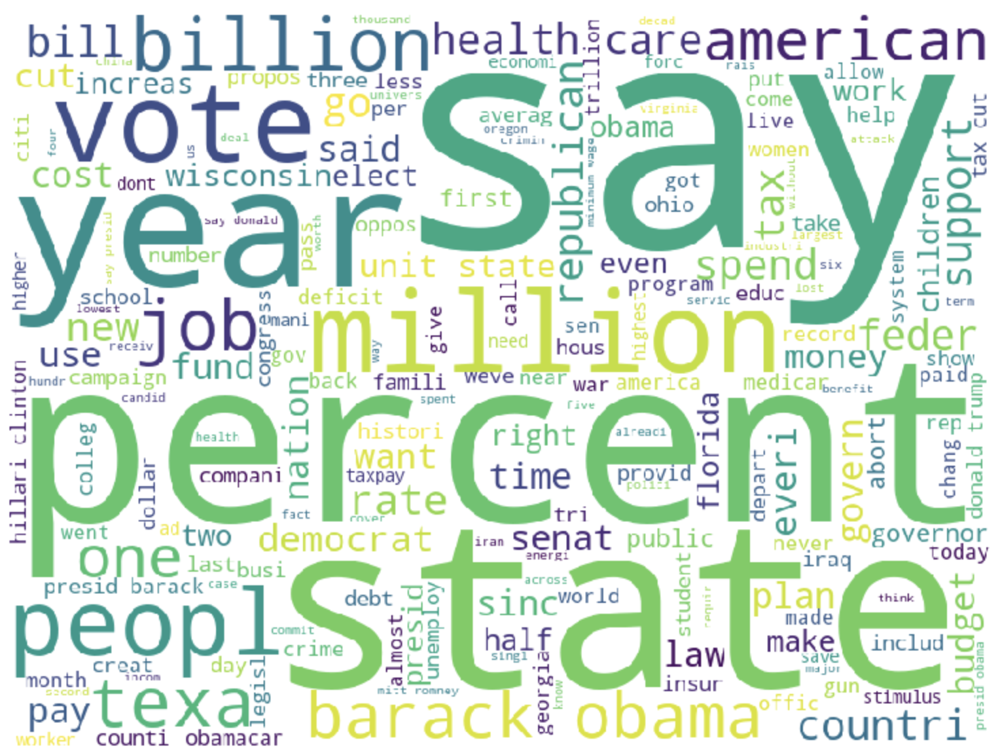 thousand
decad
bill
billion
health care
american
china
economi
forc
rais
cut
increas
propos
three
less
trillion
put
allow
vote
univers
go
per
say
republican
come
work
tax cut
citi
four
us
deal
averag
oregon
crimin
virginia
obama
live
help
said
women
attack
support
cost
dont
wisconsin
elect
first
got
ohio
minimum wage
tax
without
children
year
say donald
say presid
pass
worth
oppos
take
largest
industri
number
unit state
even
spend
six
higher
school
lowest
job
congress
mani
deficit
million
call
give
program
servic
educ
lost
system
term
new
receiv
use
fund
gov
way
need
sen
hous
highest
record
feder
money
show
paid
hillari clinton
hundr
campaign
candid
back
famili
weve
near
war
america
medicar
benefit
percent
nation
spent
five
florida
colleg
health
histori
want
right
alreadi
everi
govern
abort
rep
donald trump
chang
dollar
compani
taxpay
time
provid
polici
depart
rate
fact
cover
tri
went
ad
two
democrat
iran
senat
energi
public
never
governor
today
one
last
busi
state
iraq
presid barack
case
across
student
requir
plan
think
budget
peopl
debt
presid
unemploy
sinc
world
made
commit
crime
almost
half
singl
law
make
includ
creat
incom
day
legisl
georgia
insur
save
major
month
second
texa
mitt romney
know
gun
stimulus
presid obama
pay
barack obama
offic
countri
worker
counti
obamacar